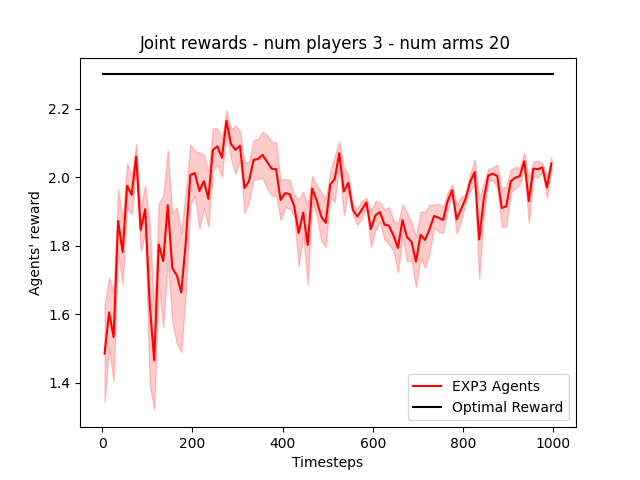 Joint rewards - num players 3 - num arms 20
Agents' reward
2.2
2.0
1.8
1.6
1.4
0 200 400 600 800 1000
Timesteps
EXP3 Agents
Optimal Reward